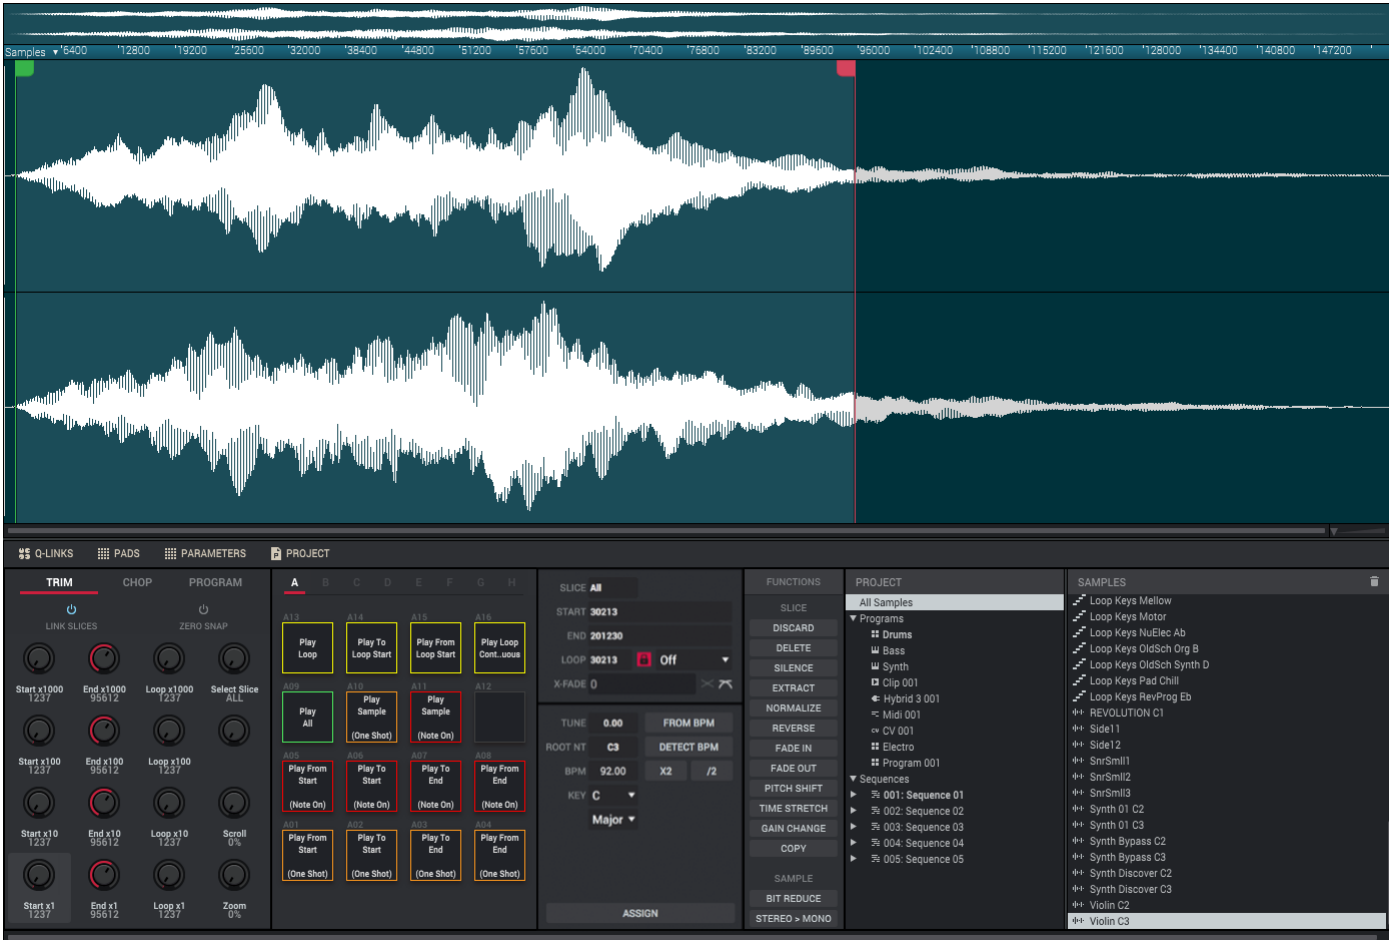 Samples ▾ 6400 12800 19200 25600 32000 38400 44800 51200 57600 64000 70400 76800 83200 89600 96000 102400 108800 115200 121600 128000 134400 140800 147200
Q-LINKS PADS PARAMETERS PROJECT
TRIM CHOP PROGRAM
LINK SLICES ZERO SNAP
Start x1000 End x1000 Loop x1000 Select Slice
1237 95612 1237 ALL
Start x100 End x100 Loop x100
1237 95612 1237
Start x10 End x10 Loop x10 Scroll
1237 95612 1237 0%
Start x1 End x1 Loop x1 Zoom
1237 95612 1237 0%
A B C D E F G H
A13 A14 A15 A16
Play Loop
Play To Loop Start
Play From Loop Start
Play Loop Cont..uous
A09 A10 A11 A12
Play All
Play Sample (One Shot)
Play Sample (Note On)
A05 A06 A07 A08
Play From Start (Note On)
Play To Start (Note On)
Play To End (Note On)
Play From End (Note On)
A01 A02 A03 A04
Play From Start (One Shot)
Play To Start (One Shot)
Play To End (One Shot)
Play From End (One Shot)
SLICE All
START 30213
END 201230
LOOP 30213 Off
X-FADE 0
TUNE 0.00 FROM BPM
ROOT NT C3 DETECT BPM
BPM 92.00 X2 /2
KEY C
Major
ASSIGN
FUNCTIONS
SLICE
DISCARD
DELETE
SILENCE
EXTRACT
NORMALIZE
REVERSE
FADE IN
FADE OUT
PITCH SHIFT
TIME STRETCH
GAIN CHANGE
COPY
SAMPLE
BIT REDUCE
STEREO > MONO
PROJECT
All Samples
Programs
Drums
Bass
Synth
Clip 001
Hybrid 3 001
Midi 001
CV CV 001
Electro
Program 001
Sequences
001: Sequence 01
002: Sequence 02
003: Sequence 03
004: Sequence 04
005: Sequence 05
SAMPLES
Loop Keys Mellow
Loop Keys Motor
Loop Keys NuElec Ab
Loop Keys OldSch Org B
Loop Keys OldSch Synth D
Loop Keys Pad Chill
Loop Keys RevProg Eb
REVOLUTION C1
Side11
Side12
SnrSmll1
SnrSmll2
SnrSmll3
Synth 01 C2
Synth 01 C3
Synth Bypass C2
Synth Bypass C3
Synth Discover C2
Synth Discover C3
Violin C2
Violin C3